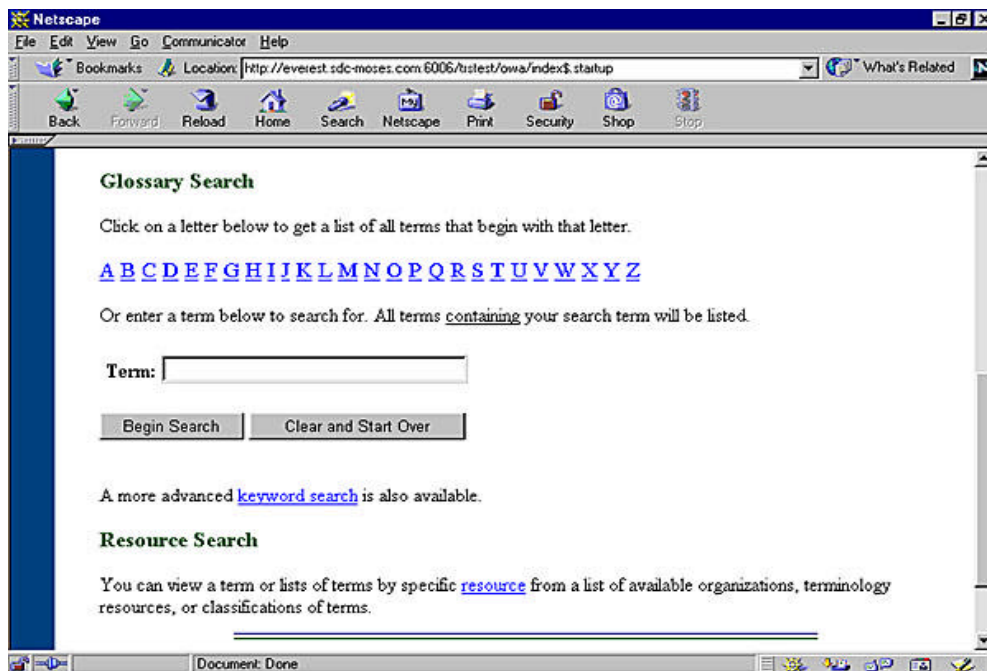 Netscape
File Edit View Go Communicator Help
Bookmarks Location: http://everest.sdc-moses.com:6006/tistest/owa/index$.startup What's Related
Back Forward Reload Home Search Netscape Print Security Shop Stop
Glossary Search
Click on a letter below to get a list of all terms that begin with that letter.
A B C D E F G H I J K L M N O P Q R S T U V W X Y Z
Or enter a term below to search for. All terms containing your search term will be listed.
Term:
Begin Search Clear and Start Over
A more advanced keyword search is also available.
Resource Search
You can view a term or lists of terms by specific resource from a list of available organizations, terminology
resources, or classifications of terms.
Document: Done